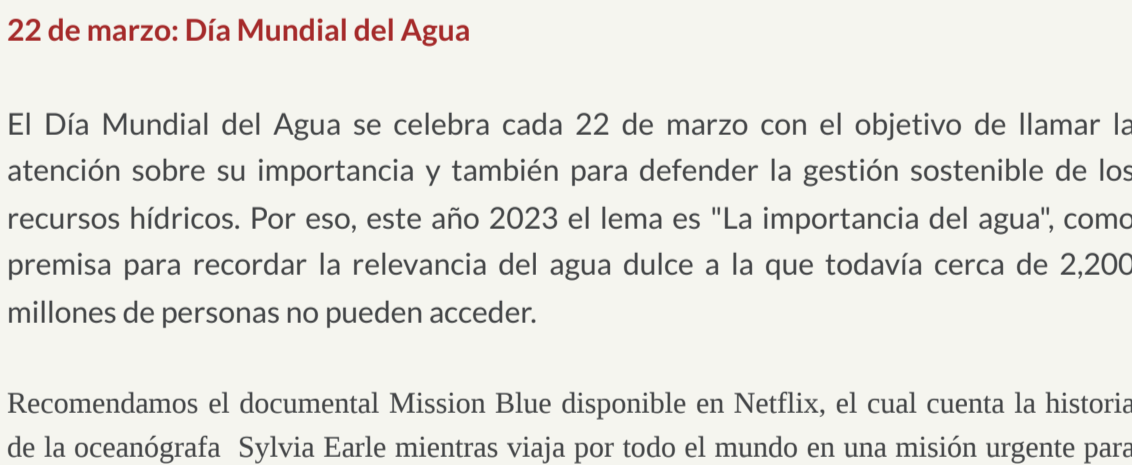 22 de marzo: Día Mundial del Agua
El Día Mundial del Agua se celebra cada 22 de marzo con el objetivo de llamar la
atención sobre su importancia y también para defender la gestión sostenible de los
recursos hídricos. Por eso, este año 2023 el lema es "La importancia del agua", como
premisa para recordar la relevancia del agua dulce a la que todavía cerca de 2,200
millones de personas no pueden acceder.
Recomendamos el documental Mission Blue disponible en Netflix, el cual cuenta la historia
de la oceanógrafa  Sylvia Earle mientras viaja por todo el mundo en una misión urgente para